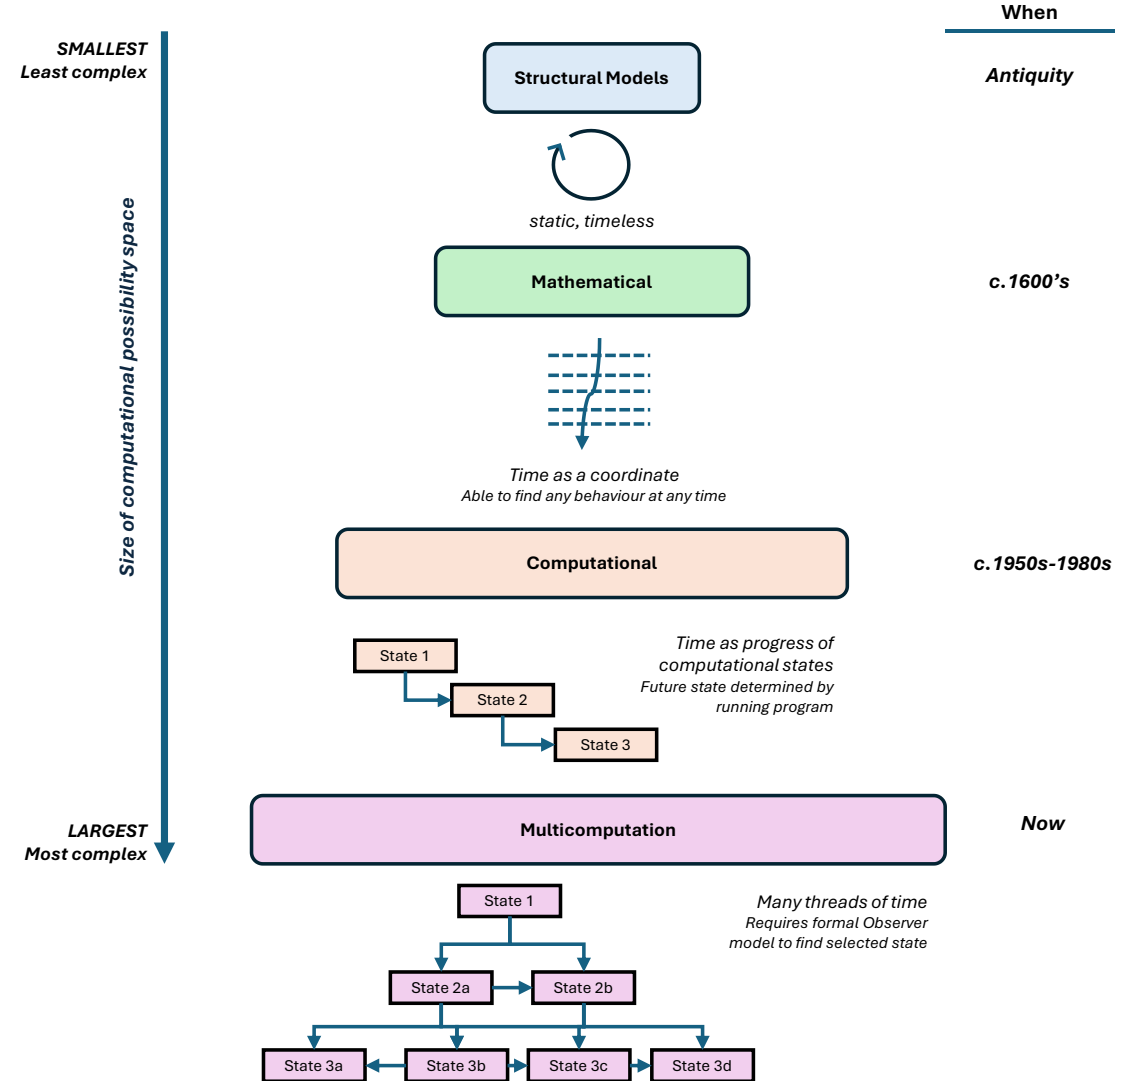 When
SMALLEST
Least complex
Structural Models
Antiquity
static, timeless
Size of computational possibility space
Mathematical
c.1600's
Time as a coordinate
Able to find any behaviour at any time
Computational
c.1950s-1980s
State 1
Time as progress of
computational states
Future state determined by
running program
State 2
State 3
LARGEST
Most complex
Multicomputation
Now
State 1
Many threads of time
Requires formal Observer
model to find selected state
State 2a
State 2b
State 3a
State 3b
State 3c
State 3d